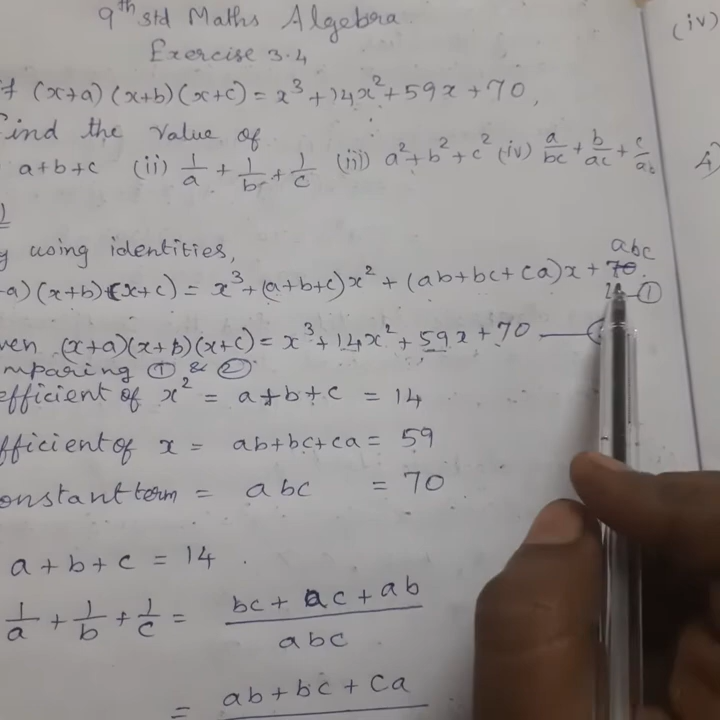 9th std Maths Algebra
Exercise 3.4
(iv)
(x+a)(x+b)(x+c) = x³+14x²+59x+70,
find the value of
a+b+c (ii) 1/a + 1/b + 1/c (iii) a²+b²+c² (iv) a/bc + b/ac + c/ab
using identities,
abc
a)(x+b)(x+c) = x³+(a+b+c)x² + (ab+bc+ca)x + 70 ①
(x+a)(x+b)(x+c) = x³+14x²+59x+70
mparing ① & ②
efficient of x² = a+b+c = 14
fficient of x = ab+bc+ca = 59
onstant term = abc = 70
a+b+c = 14.
1/a + 1/b + 1/c = bc + ac + ab / abc
= ab + bc + ca